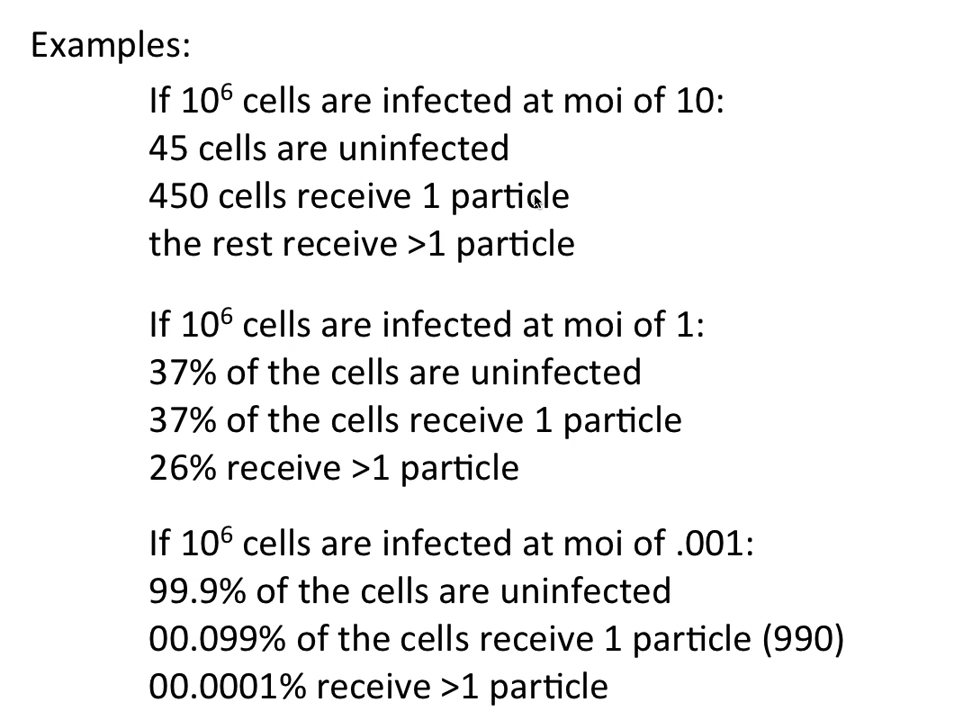 Examples:
If 10⁶ cells are infected at moi of 10:
45 cells are uninfected
450 cells receive 1 particle
the rest receive >1 particle
If 10⁶ cells are infected at moi of 1:
37% of the cells are uninfected
37% of the cells receive 1 particle
26% receive >1 particle
If 10⁶ cells are infected at moi of .001:
99.9% of the cells are uninfected
00.099% of the cells receive 1 particle (990)
00.0001% receive >1 particle